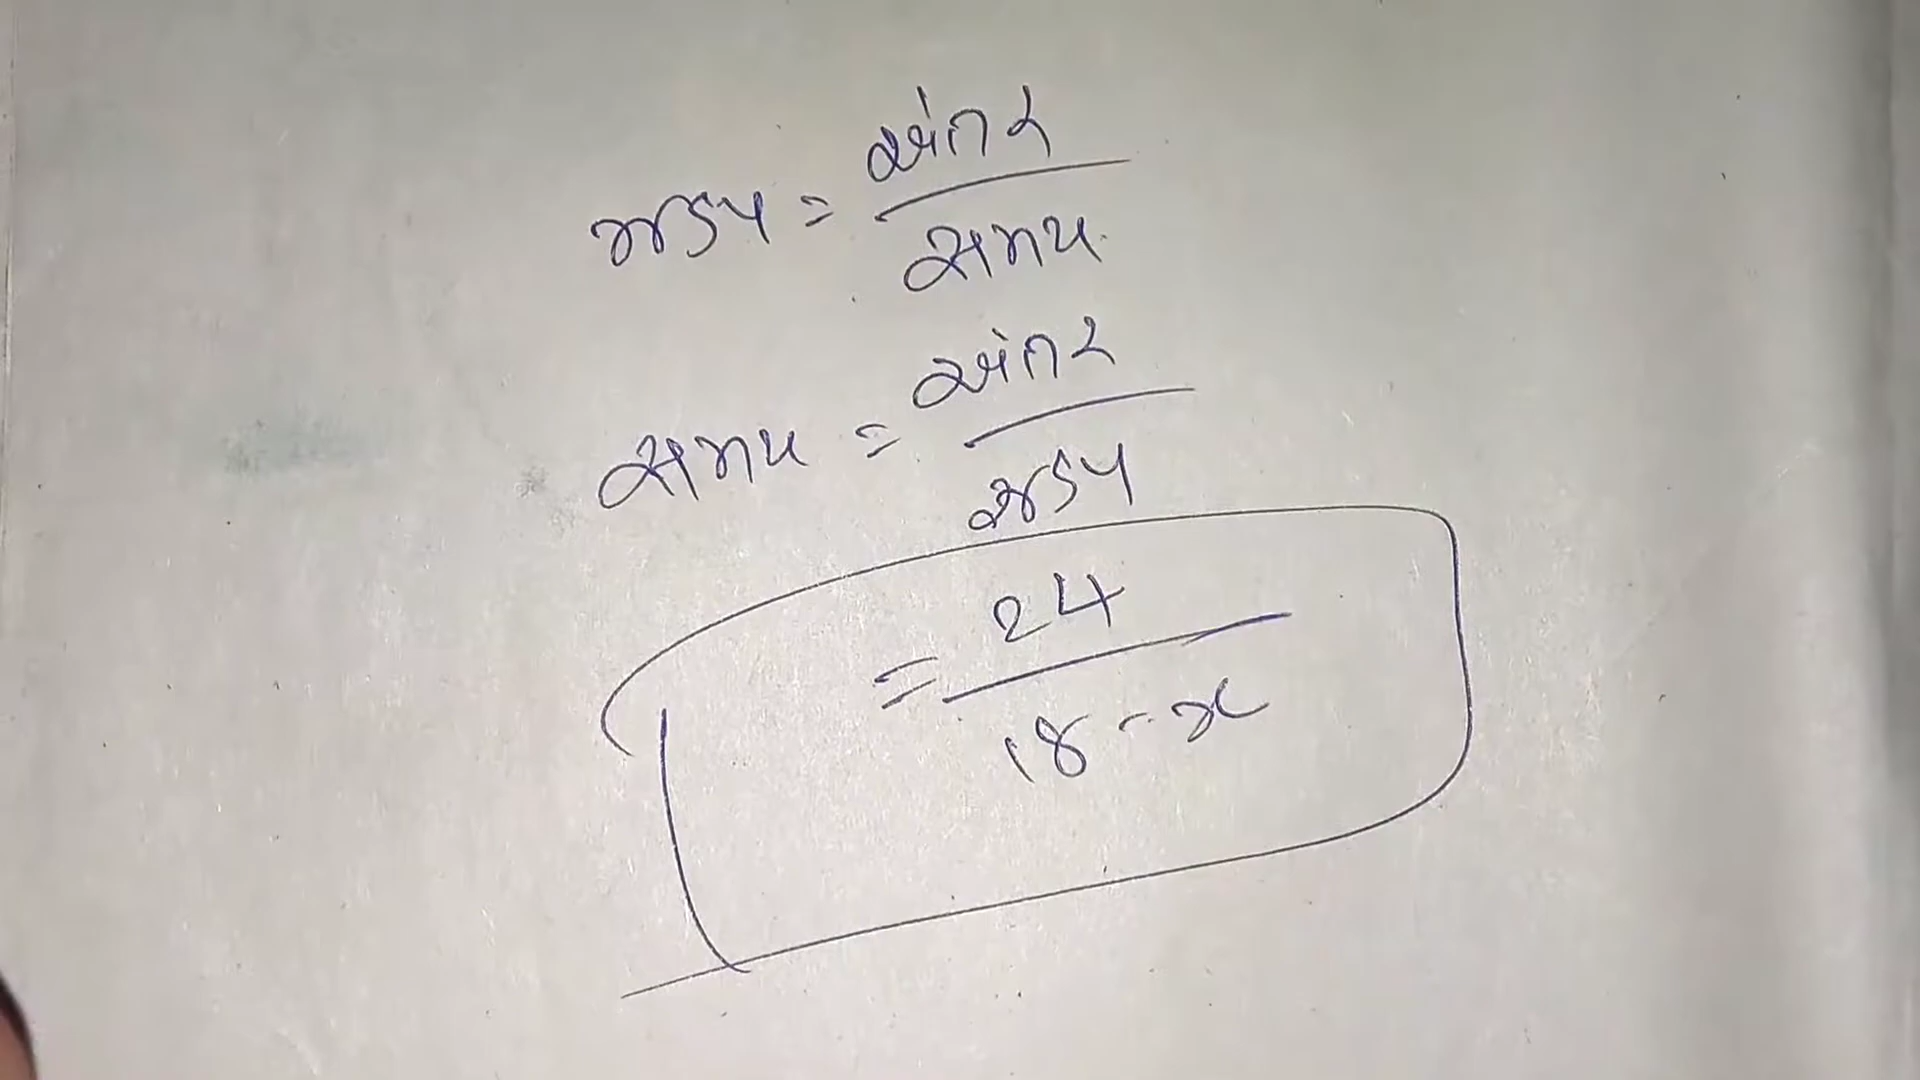 ઝડપ = અંતર / સમય
સમય = અંતર / ઝડપ
= 24 / 18 - x